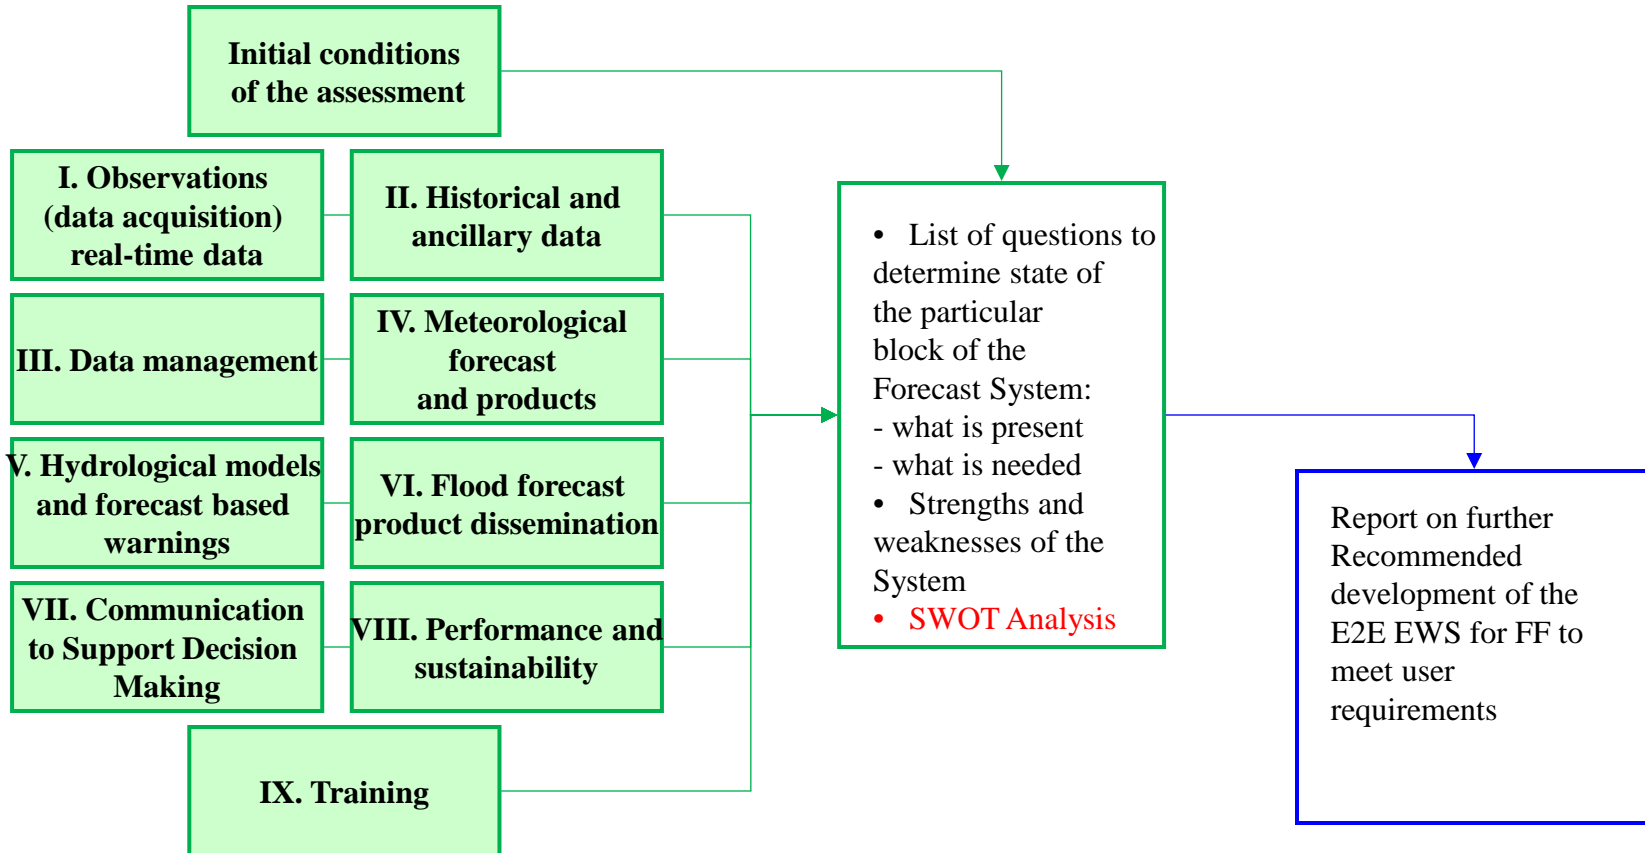 Initial conditions
of the assessment
I. Observations
(data acquisition)
real-time data
II. Historical and
ancillary data
III. Data management
IV. Meteorological
forecast
and products
V. Hydrological models
and forecast based
warnings
VI. Flood forecast
product dissemination
VII. Communication
to Support Decision
Making
VIII. Performance and
sustainability
IX. Training
• List of questions to
determine state of
the particular
block of the
Forecast System:
- what is present
- what is needed
• Strengths and
weaknesses of the
System
• SWOT Analysis
Report on further
Recommended
development of the
E2E EWS for FF to
meet user
requirements